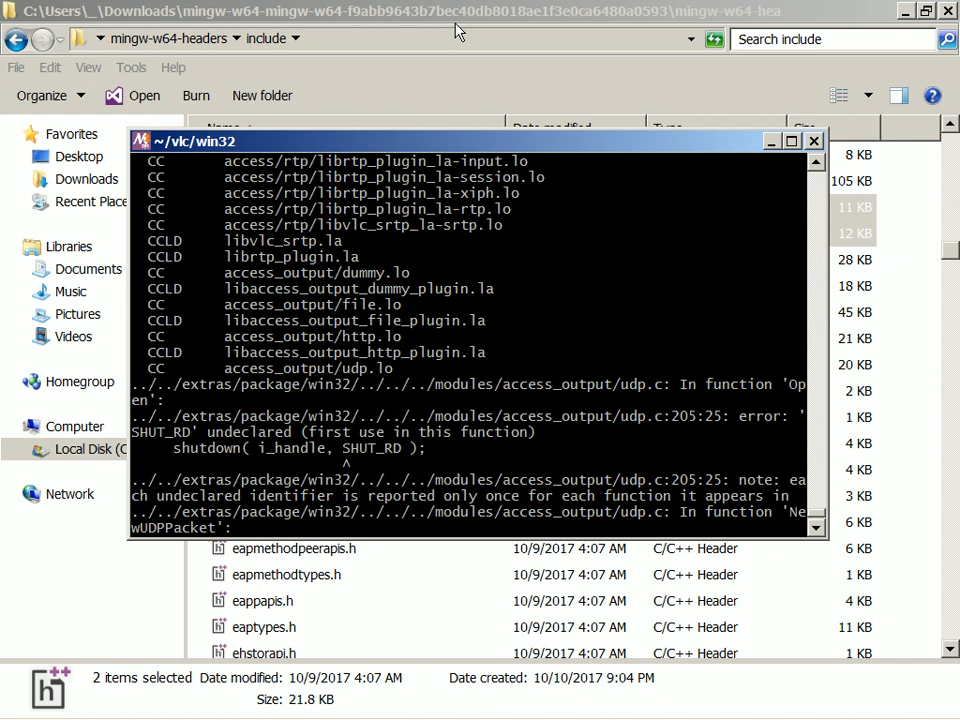 C:\Users\_\Downloads\mingw-w64-mingw-w64-f9abb9643b7bec40db8018ae1f3e0ca6480a0593\mingw-w64-hea
mingw-w64-headers include
Search include
File Edit View Tools Help
Organize Open Burn New folder
Name Date modified Type Size
Favorites
Desktop
Downloads
Recent Place
Libraries
Documents
Music
Pictures
Videos
Homegroup
Computer
Local Disk (C
Network
~/vlc/win32
CC access/rtp/librtp_plugin_la-input.lo
CC access/rtp/librtp_plugin_la-session.lo
CC access/rtp/librtp_plugin_la-xiph.lo
CC access/rtp/librtp_plugin_la-rtp.lo
CC access/rtp/libvlc_srtp_la-srtp.lo
CCLD libvlc_srtp.la
CCLD librtp_plugin.la
CC access_output/dummy.lo
CCLD libaccess_output_dummy_plugin.la
CC access_output/file.lo
CCLD libaccess_output_file_plugin.la
CC access_output/http.lo
CCLD libaccess_output_http_plugin.la
CC access_output/udp.lo
../../extras/package/win32/../../../modules/access_output/udp.c: In function 'Op
en':
../../extras/package/win32/../../../modules/access_output/udp.c:205:25: error: '
SHUT_RD' undeclared (first use in this function)
shutdown( i_handle, SHUT_RD );
^
../../extras/package/win32/../../../modules/access_output/udp.c:205:25: note: ea
ch undeclared identifier is reported only once for each function it appears in
../../extras/package/win32/../../../modules/access_output/udp.c: In function 'Ne
wUDPPacket':
8 KB
105 KB
11 KB
12 KB
28 KB
18 KB
45 KB
21 KB
20 KB
2 KB
1 KB
4 KB
4 KB
3 KB
6 KB
eapmethodpeerapis.h 10/9/2017 4:07 AM C/C++ Header 6 KB
eapmethodtypes.h 10/9/2017 4:07 AM C/C++ Header 1 KB
eappapis.h 10/9/2017 4:07 AM C/C++ Header 4 KB
eaptypes.h 10/9/2017 4:07 AM C/C++ Header 11 KB
ehstorapi.h 10/9/2017 4:07 AM C/C++ Header 1 KB
2 items selected Date modified: 10/9/2017 4:07 AM Date created: 10/10/2017 9:04 PM
Size: 21.8 KB